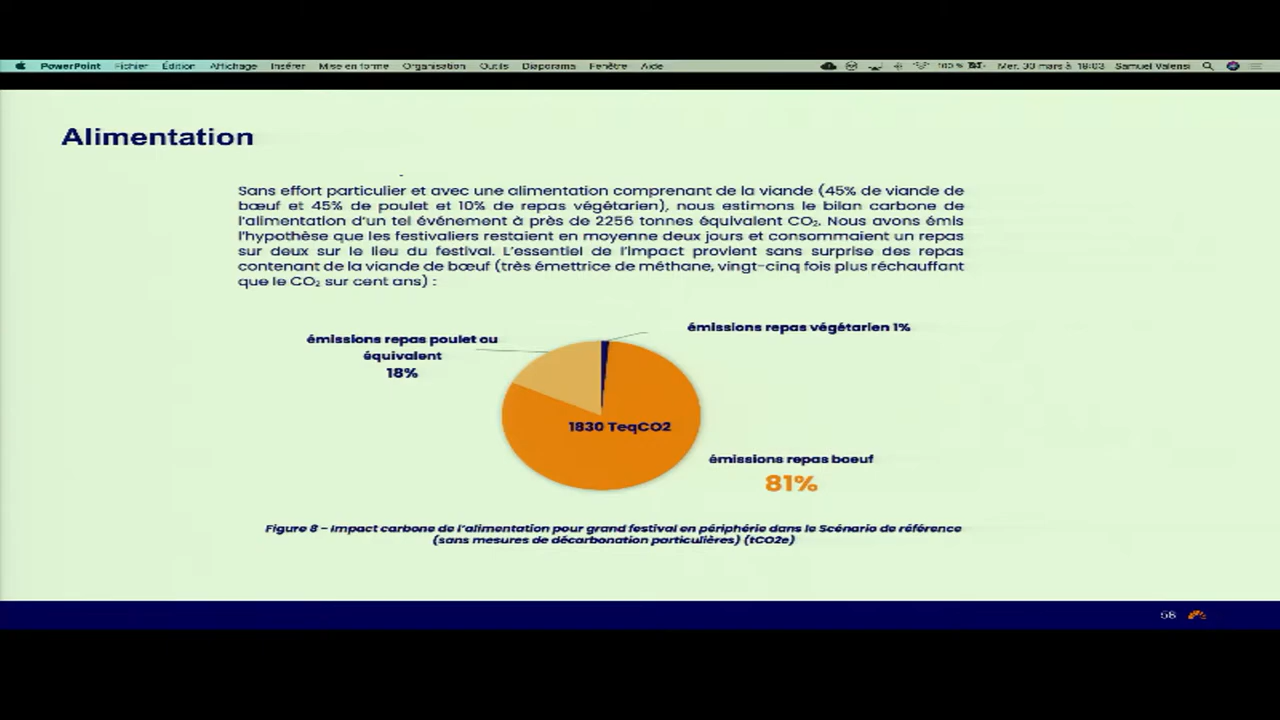 PowerPoint Fichier Édition Affichage Insérer Mise en forme Organisation Outils Diaporama Fenêtre Aide 100 % Mer. 30 mars à 18:03 Samuel Valensi
Alimentation
Sans effort particulier et avec une alimentation comprenant de la viande (45% de viande de
bœuf et 45% de poulet et 10% de repas végétarien), nous estimons le bilan carbone de
l'alimentation d'un tel événement à près de 2256 tonnes équivalent CO₂. Nous avons émis
l'hypothèse que les festivaliers restaient en moyenne deux jours et consommaient un repas
sur deux sur le lieu du festival. L'essentiel de l'impact provient sans surprise des repas
contenant de la viande de bœuf (très émettrice de méthane, vingt-cinq fois plus réchauffant
que le CO₂ sur cent ans) :
émissions repas végétarien 1%
émissions repas poulet ou
équivalent
18%
1830 TeqCO2
émissions repas bœuf
81%
Figure 8 – Impact carbone de l'alimentation pour grand festival en périphérie dans le Scénario de référence
(sans mesures de décarbonation particulières) (tCO2e)
58